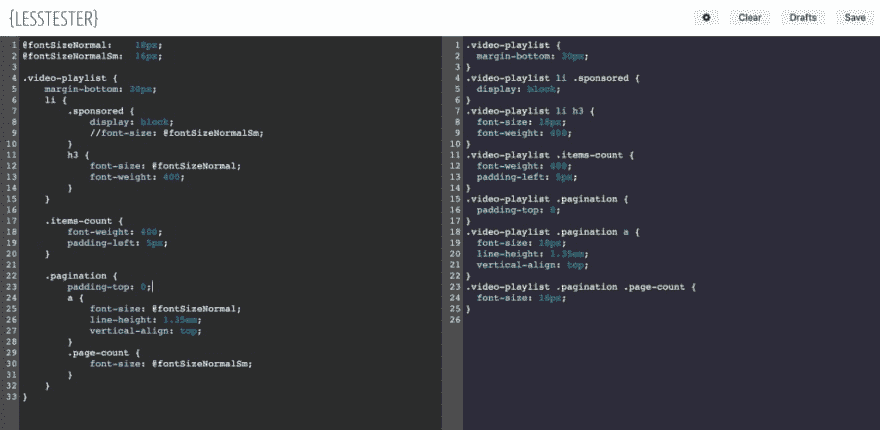 {LESSTESTER}
Clear
Drafts
Save
1 @fontSizeNormal: 18px;
2 @fontSizeNormalSm: 16px;
3
4 .video-playlist {
5 margin-bottom: 30px;
6 li {
7 .sponsored {
8 display: block;
9 //font-size: @fontSizeNormalSm;
10 }
11 h3 {
12 font-size: @fontSizeNormal;
13 font-weight: 400;
14 }
15 }
16
17 .items-count {
18 font-weight: 400;
19 padding-left: 5px;
20 }
21
22 .pagination {
23 padding-top: 0;
24 a {
25 font-size: @fontSizeNormal;
26 line-height: 1.35em;
27 vertical-align: top;
28 }
29 .page-count {
30 font-size: @fontSizeNormalSm;
31 }
32 }
33 }
1 .video-playlist {
2 margin-bottom: 30px;
3 }
4 .video-playlist li .sponsored {
5 display: block;
6 }
7 .video-playlist li h3 {
8 font-size: 18px;
9 font-weight: 400;
10 }
11 .video-playlist .items-count {
12 font-weight: 400;
13 padding-left: 5px;
14 }
15 .video-playlist .pagination {
16 padding-top: 0;
17 }
18 .video-playlist .pagination a {
19 font-size: 18px;
20 line-height: 1.35em;
21 vertical-align: top;
22 }
23 .video-playlist .pagination .page-count {
24 font-size: 16px;
25 }
26